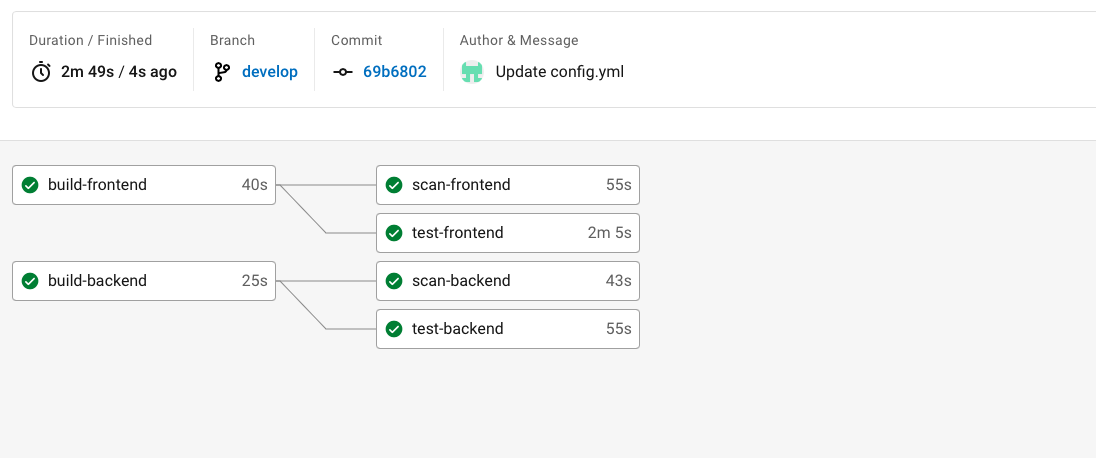 Duration / Finished
2m 49s / 4s ago
Branch
develop
Commit
69b6802
Author & Message
Update config.yml
build-frontend 40s
scan-frontend 55s
test-frontend 2m 5s
build-backend 25s
scan-backend 43s
test-backend 55s